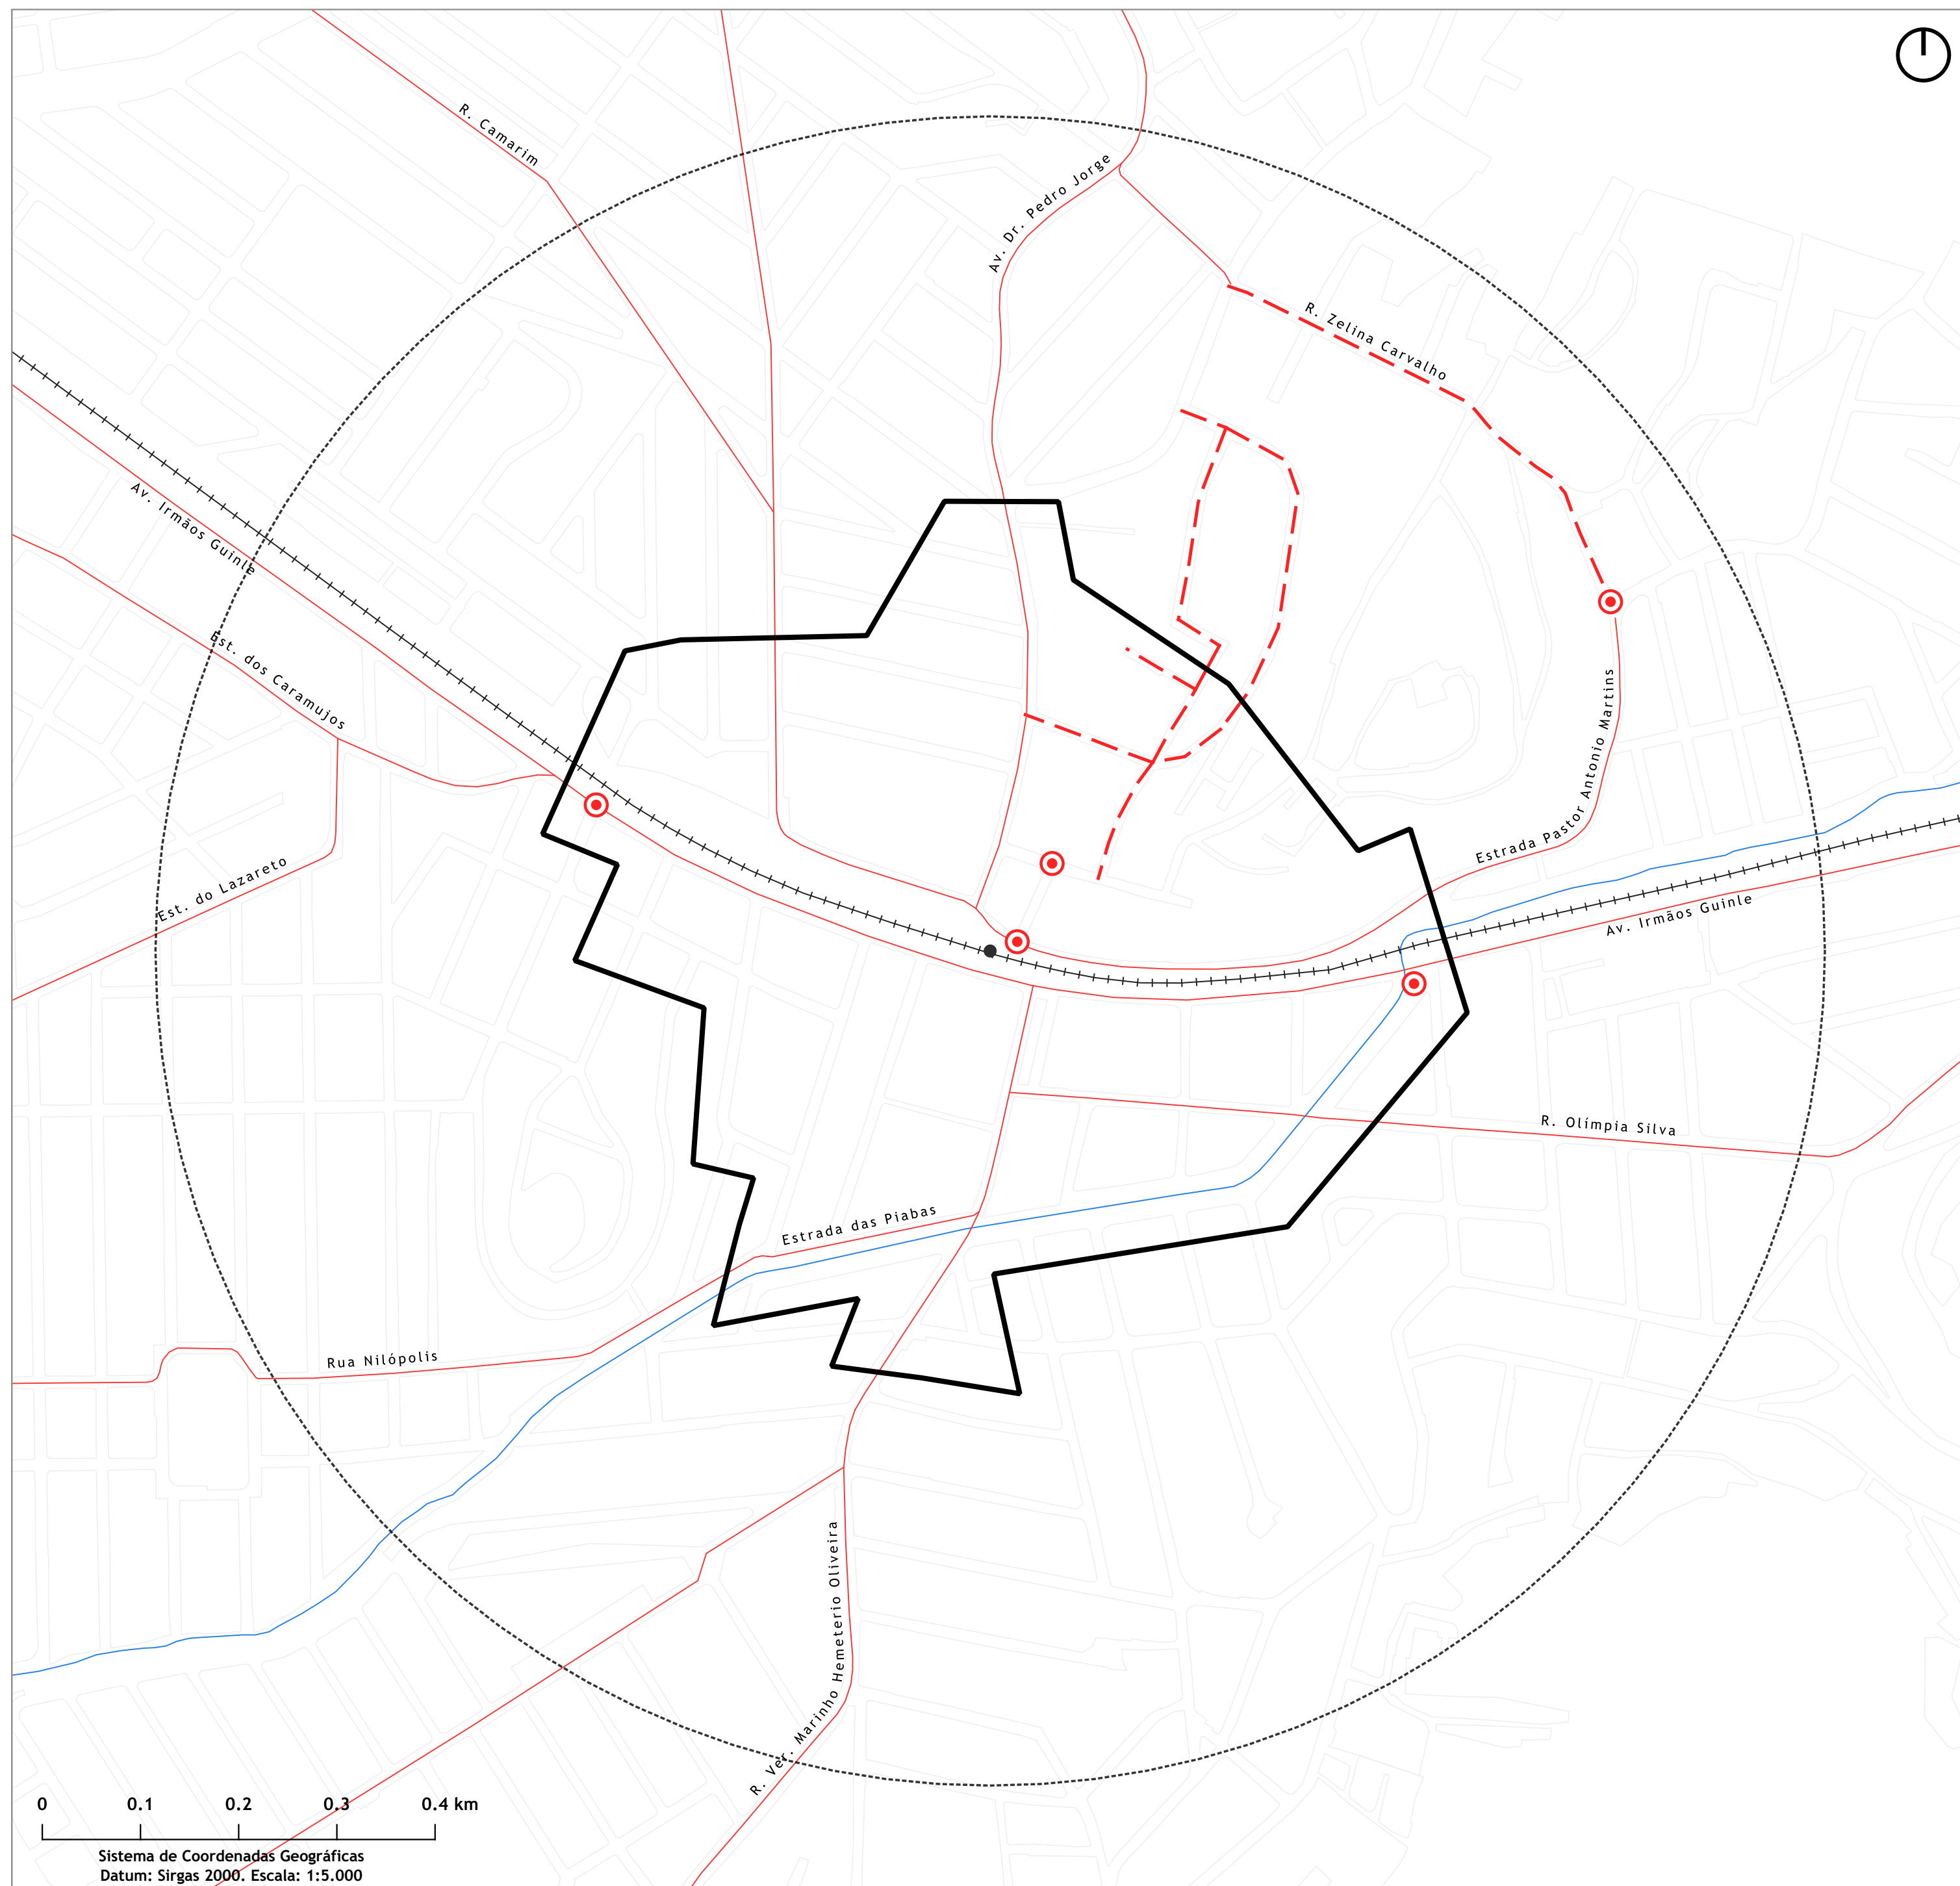 R. Camarim
Av. Dr. Pedro Jorge
R. Zelina Carvalho
Av. Irmãos Guinle
Est. dos Caramujos
Estrada Pastor Antonio Martins
Est. do Lazareto
Av. Irmãos Guinle
R. Olímpia Silva
Estrada das Piabas
Rua Nilópolis
R. Ver. Marinho Hemeterio Oliveira
0 0.1 0.2 0.3 0.4 km
Sistema de Coordenadas Geográficas
Datum: Sirgas 2000. Escala: 1:5.000